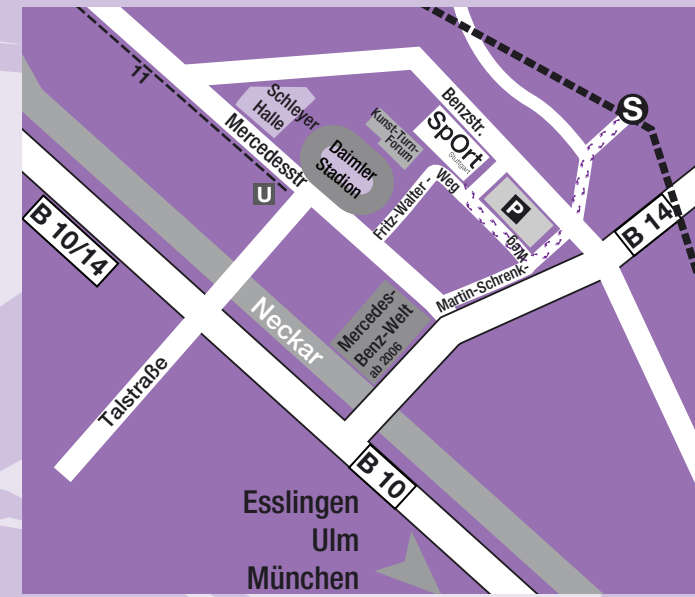 11
Schleyer
Halle
Mercedesstr
U
Daimler
Stadion
Kunst-Turn-
Forum
Benzstr.
SpOrt
Stuttgart
S
P
Fritz-Walter
Weg
Martin-Schrenk-
Weg
B 14
B 10/14
Neckar
Mercedes-
Benz-Welt
ab 2006
Talstraße
B 10
Esslingen
Ulm
München